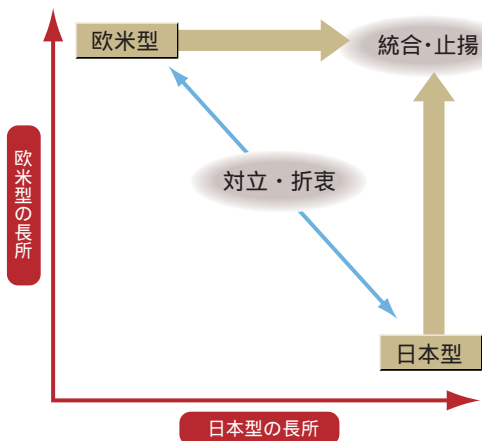 欧米型
統合・止揚
対立・折衷
欧米型の長所
日本型
日本型の長所